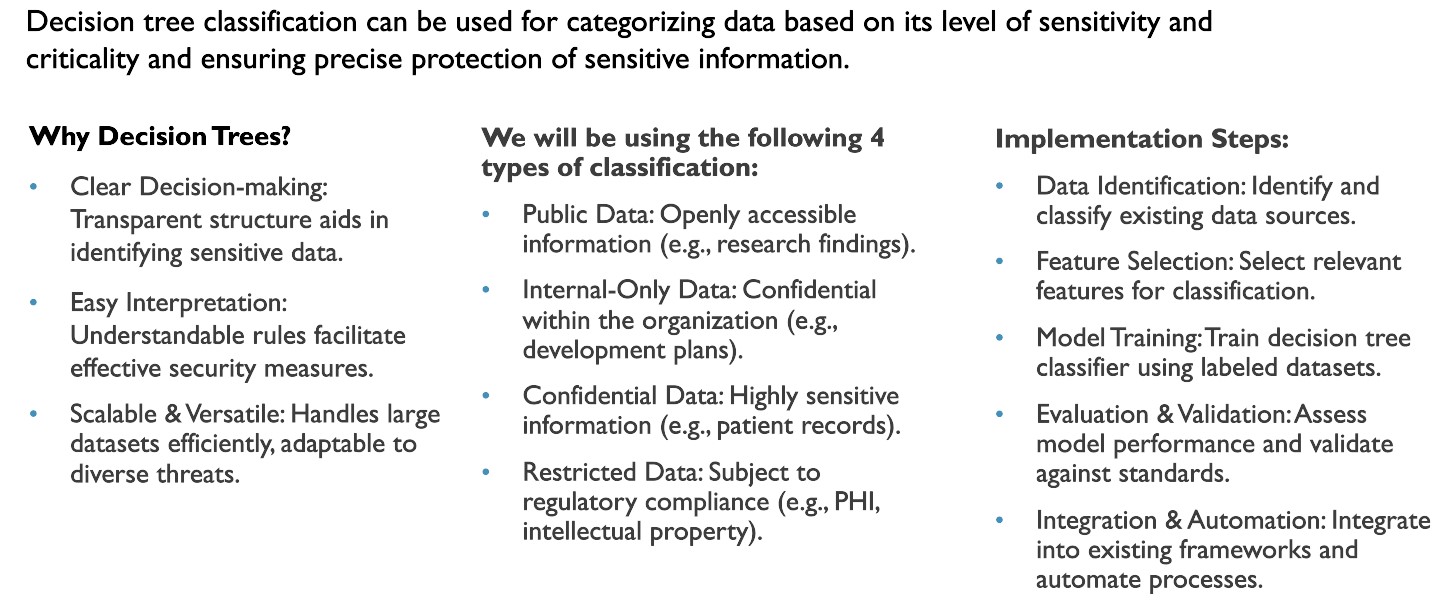 Decision tree classification can be used for categorizing data based on its level of sensitivity and
criticality and ensuring precise protection of sensitive information.
Why Decision Trees?
• Clear Decision-making:
Transparent structure aids in
identifying sensitive data.
• Easy Interpretation:
Understandable rules facilitate
effective security measures.
• Scalable & Versatile: Handles large
datasets efficiently, adaptable to
diverse threats.
We will be using the following 4
types of classification:
• Public Data: Openly accessible
information (e.g., research findings).
• Internal-Only Data: Confidential
within the organization (e.g.,
development plans).
• Confidential Data: Highly sensitive
information (e.g., patient records).
• Restricted Data: Subject to
regulatory compliance (e.g., PHI,
intellectual property).
Implementation Steps:
• Data Identification: Identify and
classify existing data sources.
• Feature Selection: Select relevant
features for classification.
• Model Training: Train decision tree
classifier using labeled datasets.
• Evaluation & Validation: Assess
model performance and validate
against standards.
• Integration & Automation: Integrate
into existing frameworks and
automate processes.